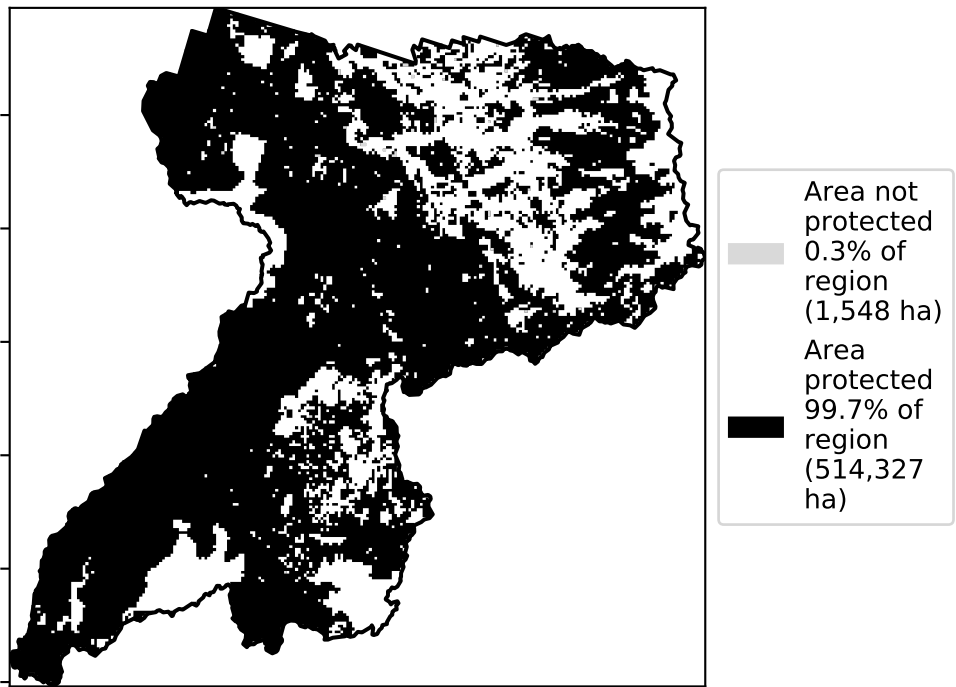 Area not
protected
0.3% of
region
(1,548 ha)
Area
protected
99.7% of
region
(514,327
ha)